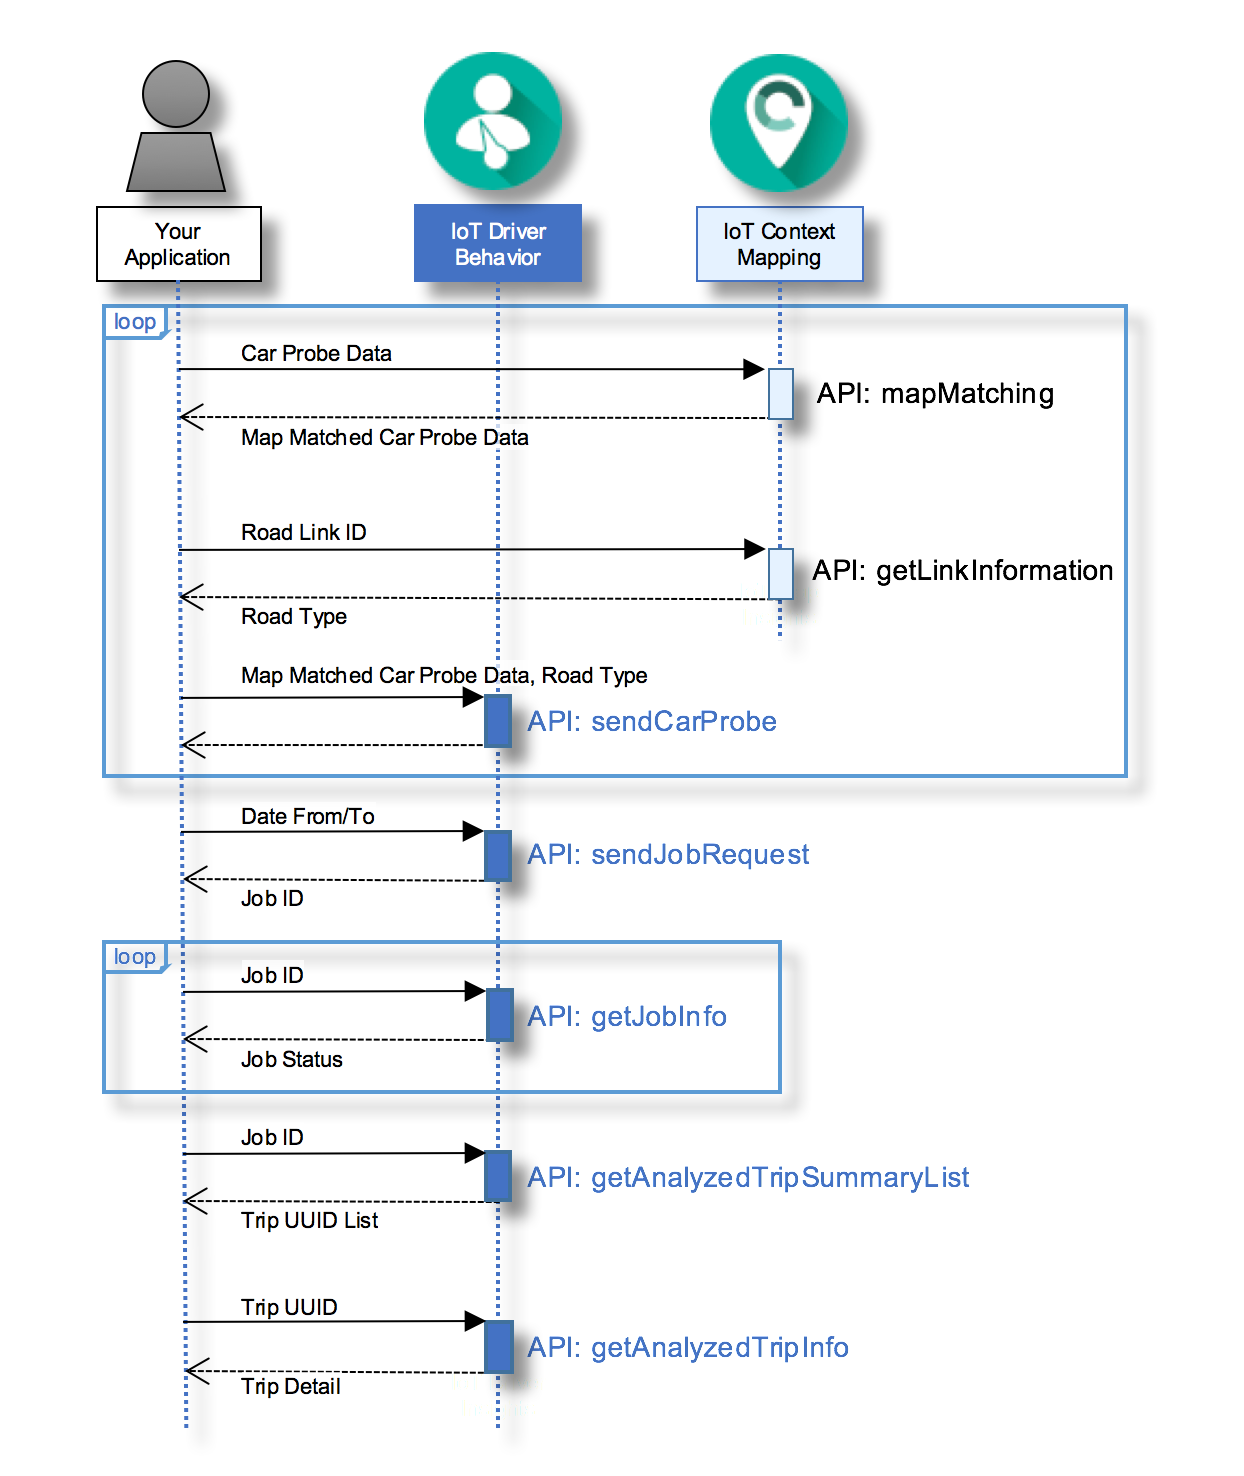 Your
Application
IoT Driver
Behavior
IoT Context
Mapping
loop
Car Probe Data
API: mapMatching
Map Matched Car Probe Data
Road Link ID
API: getLinkInformation
Road Type
Map Matched Car Probe Data, Road Type
API: sendCarProbe
Date From/To
API: sendJobRequest
Job ID
loop
Job ID
API: getJobInfo
Job Status
Job ID
API: getAnalyzedTripSummaryList
Trip UUID List
Trip UUID
API: getAnalyzedTripInfo
Trip Detail